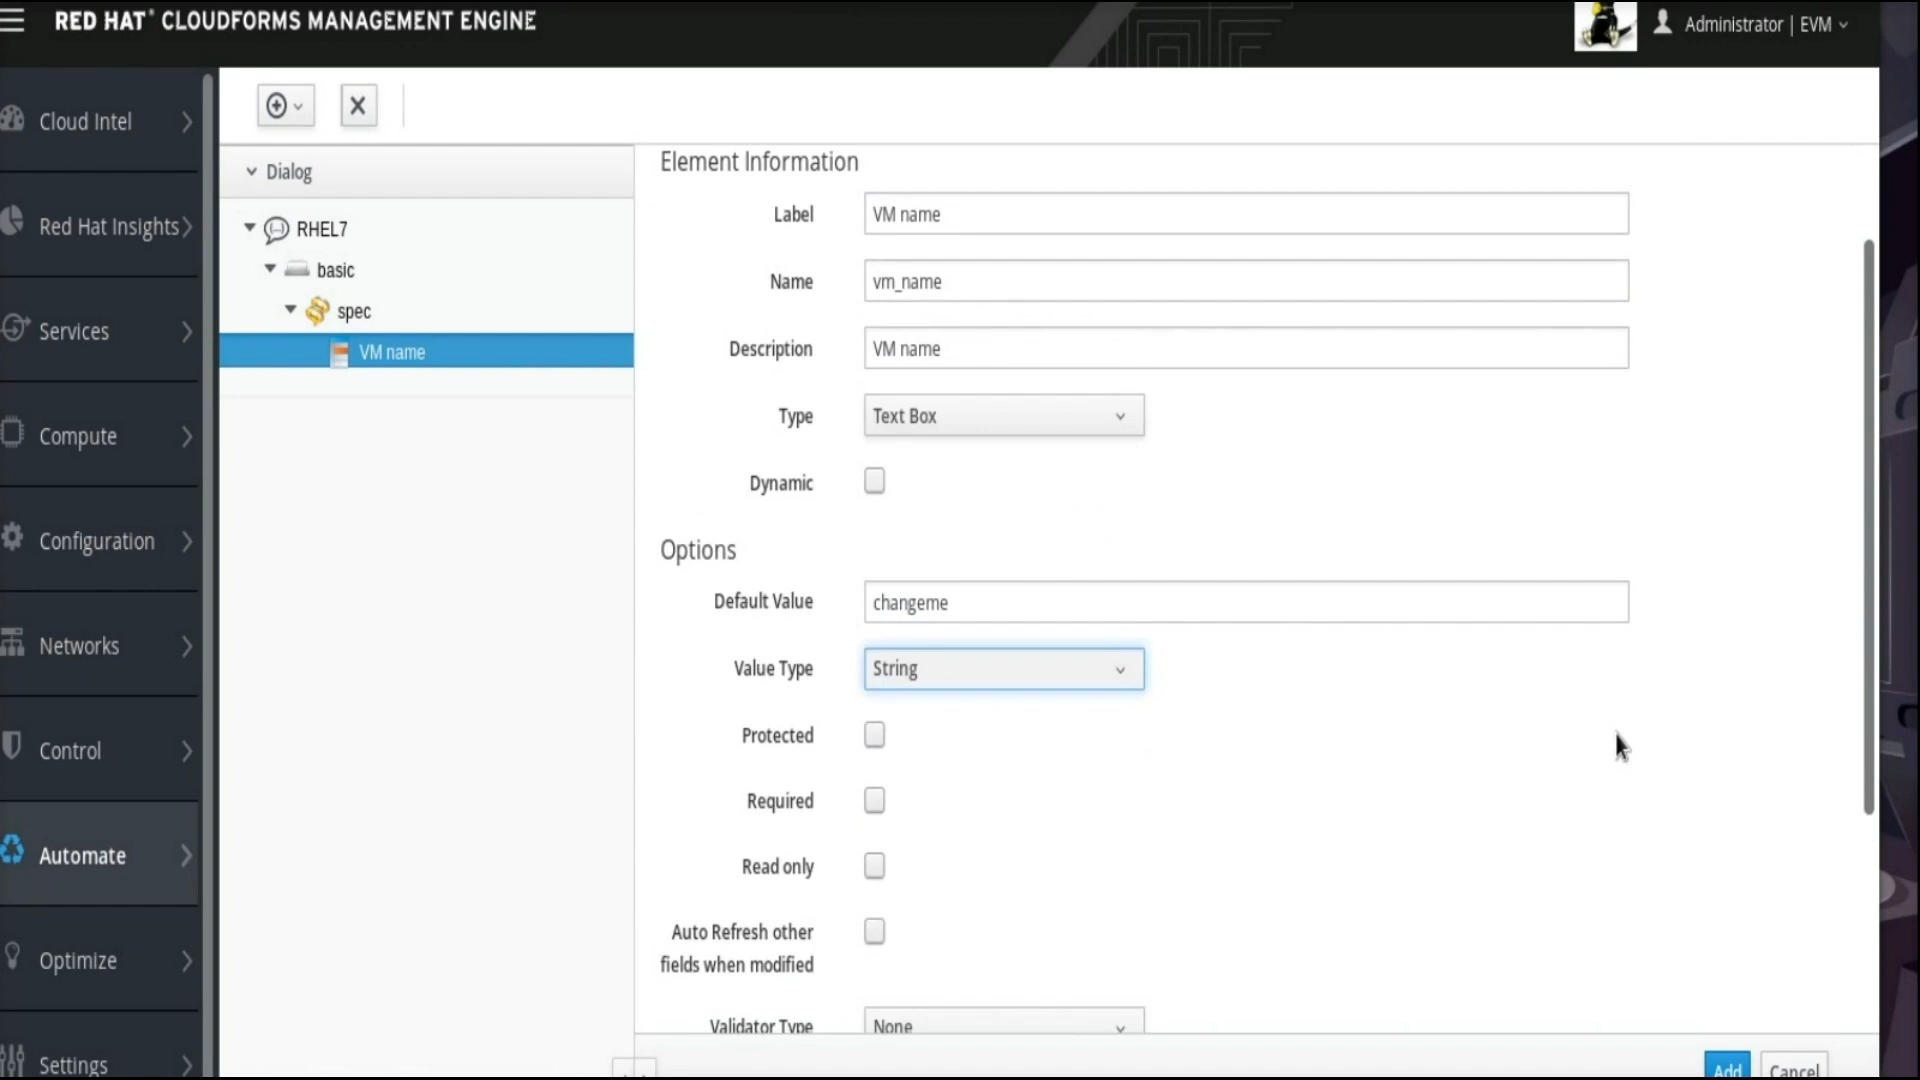 RED HAT® CLOUDFORMS MANAGEMENT ENGINE
Administrator | EVM
Cloud Intel
Red Hat Insights
Services
Compute
Configuration
Networks
Control
Automate
Optimize
Settings
Dialog
RHEL7
basic
spec
VM name
Element Information
Label VM name
Name vm_name
Description VM name
Type Text Box
Dynamic
Options
Default Value changeme
Value Type String
Protected
Required
Read only
Auto Refresh other
fields when modified
Validator Type None
Add Cancel